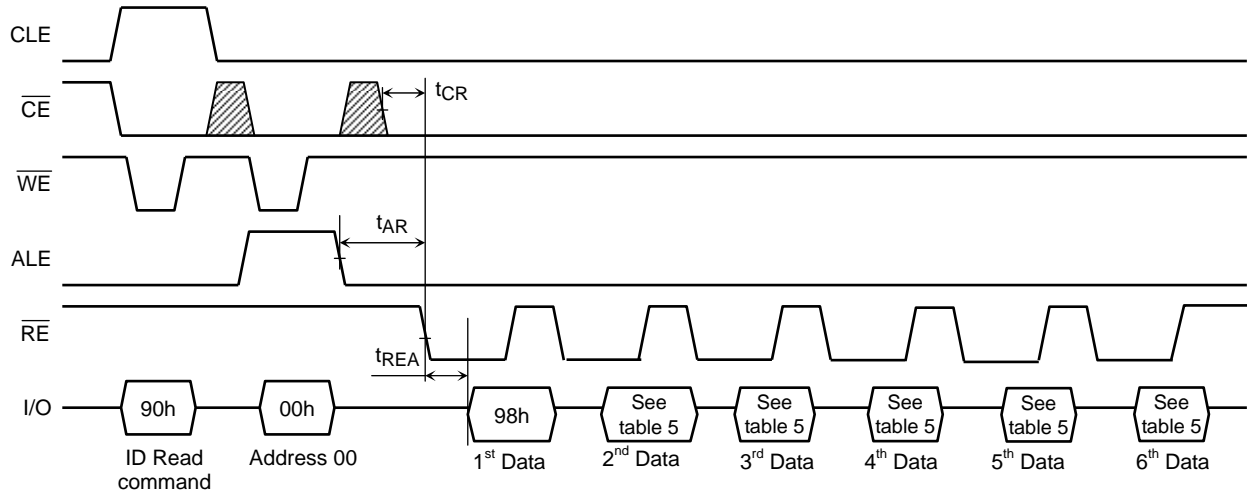 CLE
CE
tCR
WE
tAR
ALE
RE
tREA
I/O
90h
00h
98h
See table 5
See table 5
See table 5
See table 5
See table 5
ID Read command
Address 00
1st Data
2nd Data
3rd Data
4th Data
5th Data
6th Data